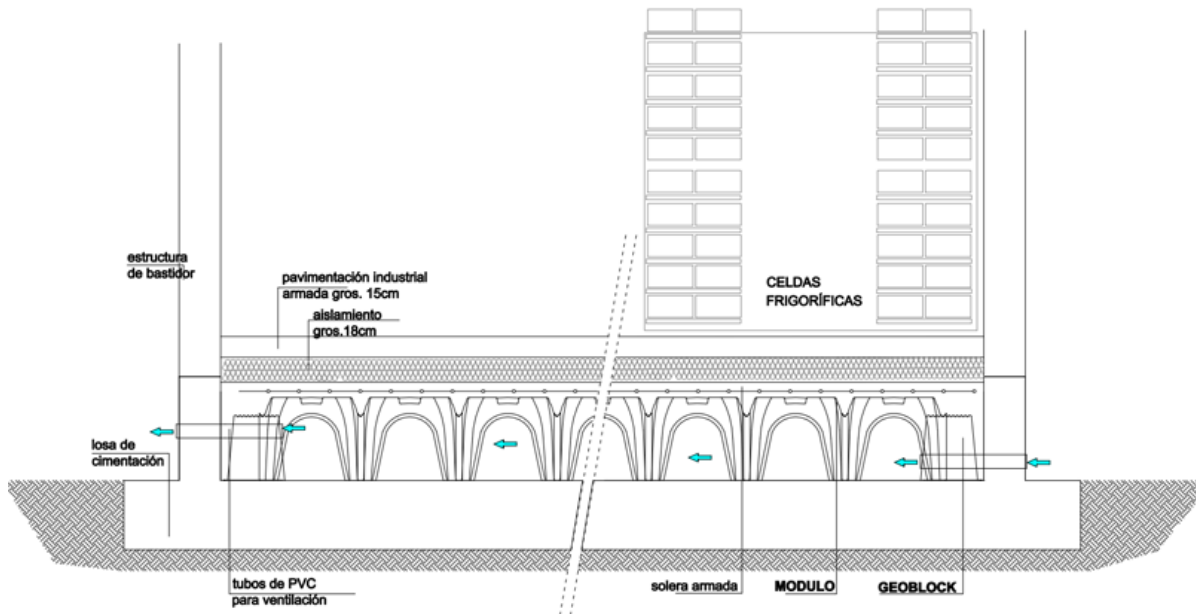 estructura
de bastidor
pavimentación industrial
armada gros. 15cm
aislamiento
gros.18cm
CELDAS
FRIGORÍFICAS
losa de
cimentación
tubos de PVC
para ventilación
solera armada
MODULO
GEOBLOCK